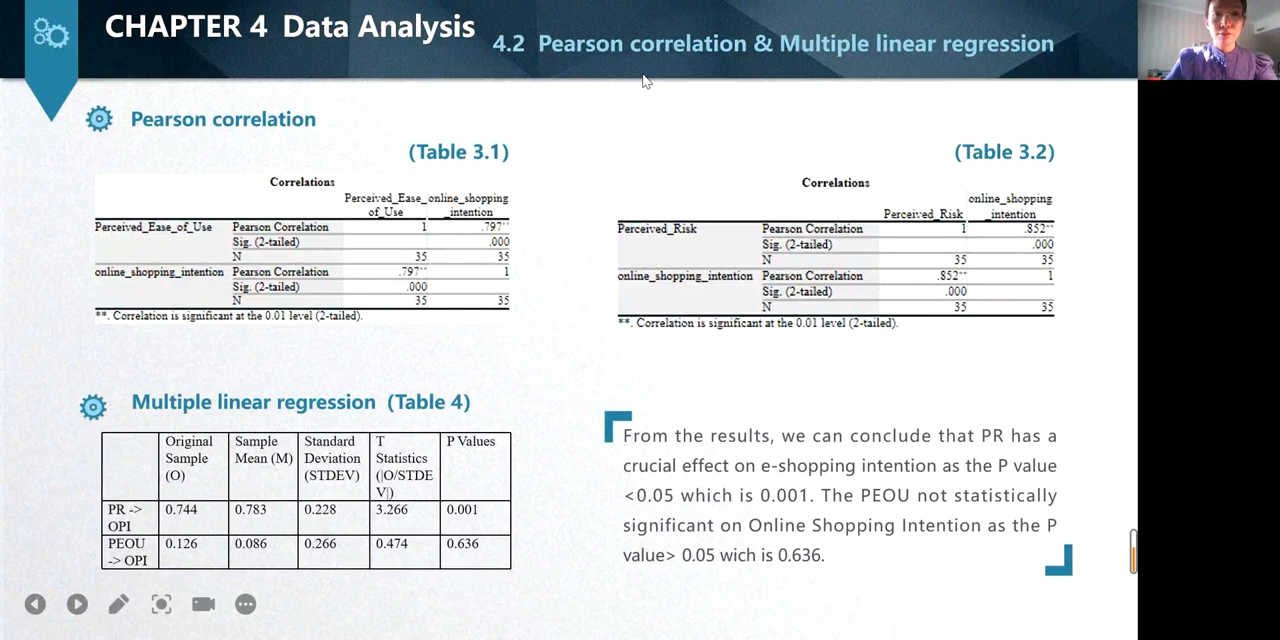 CHAPTER 4 Data Analysis
4.2 Pearson correlation & Multiple linear regression
Pearson correlation
(Table 3.1)
Correlations
Perceived_Ease_ online_shopping
of_Use _intention
Perceived_Ease_of_Use Pearson Correlation 1 .797**
Sig. (2-tailed) .000
N 35 35
online_shopping_intention Pearson Correlation .797** 1
Sig. (2-tailed) .000
N 35 35
**. Correlation is significant at the 0.01 level (2-tailed).
(Table 3.2)
Correlations
online_shopping
Perceived_Risk _intention
Perceived_Risk Pearson Correlation 1 .852**
Sig. (2-tailed) .000
N 35 35
online_shopping_intention Pearson Correlation .852** 1
Sig. (2-tailed) .000
N 35 35
**. Correlation is significant at the 0.01 level (2-tailed).
Multiple linear regression (Table 4)
Original Sample Standard T P Values
Sample Mean (M) Deviation Statistics
(O) (STDEV) (|O/STDE
V|)
PR -> 0.744 0.783 0.228 3.266 0.001
OPI
PEOU 0.126 0.086 0.266 0.474 0.636
-> OPI
From the results, we can conclude that PR has a
crucial effect on e-shopping intention as the P value
<0.05 which is 0.001. The PEOU not statistically
significant on Online Shopping Intention as the P
value> 0.05 wich is 0.636.